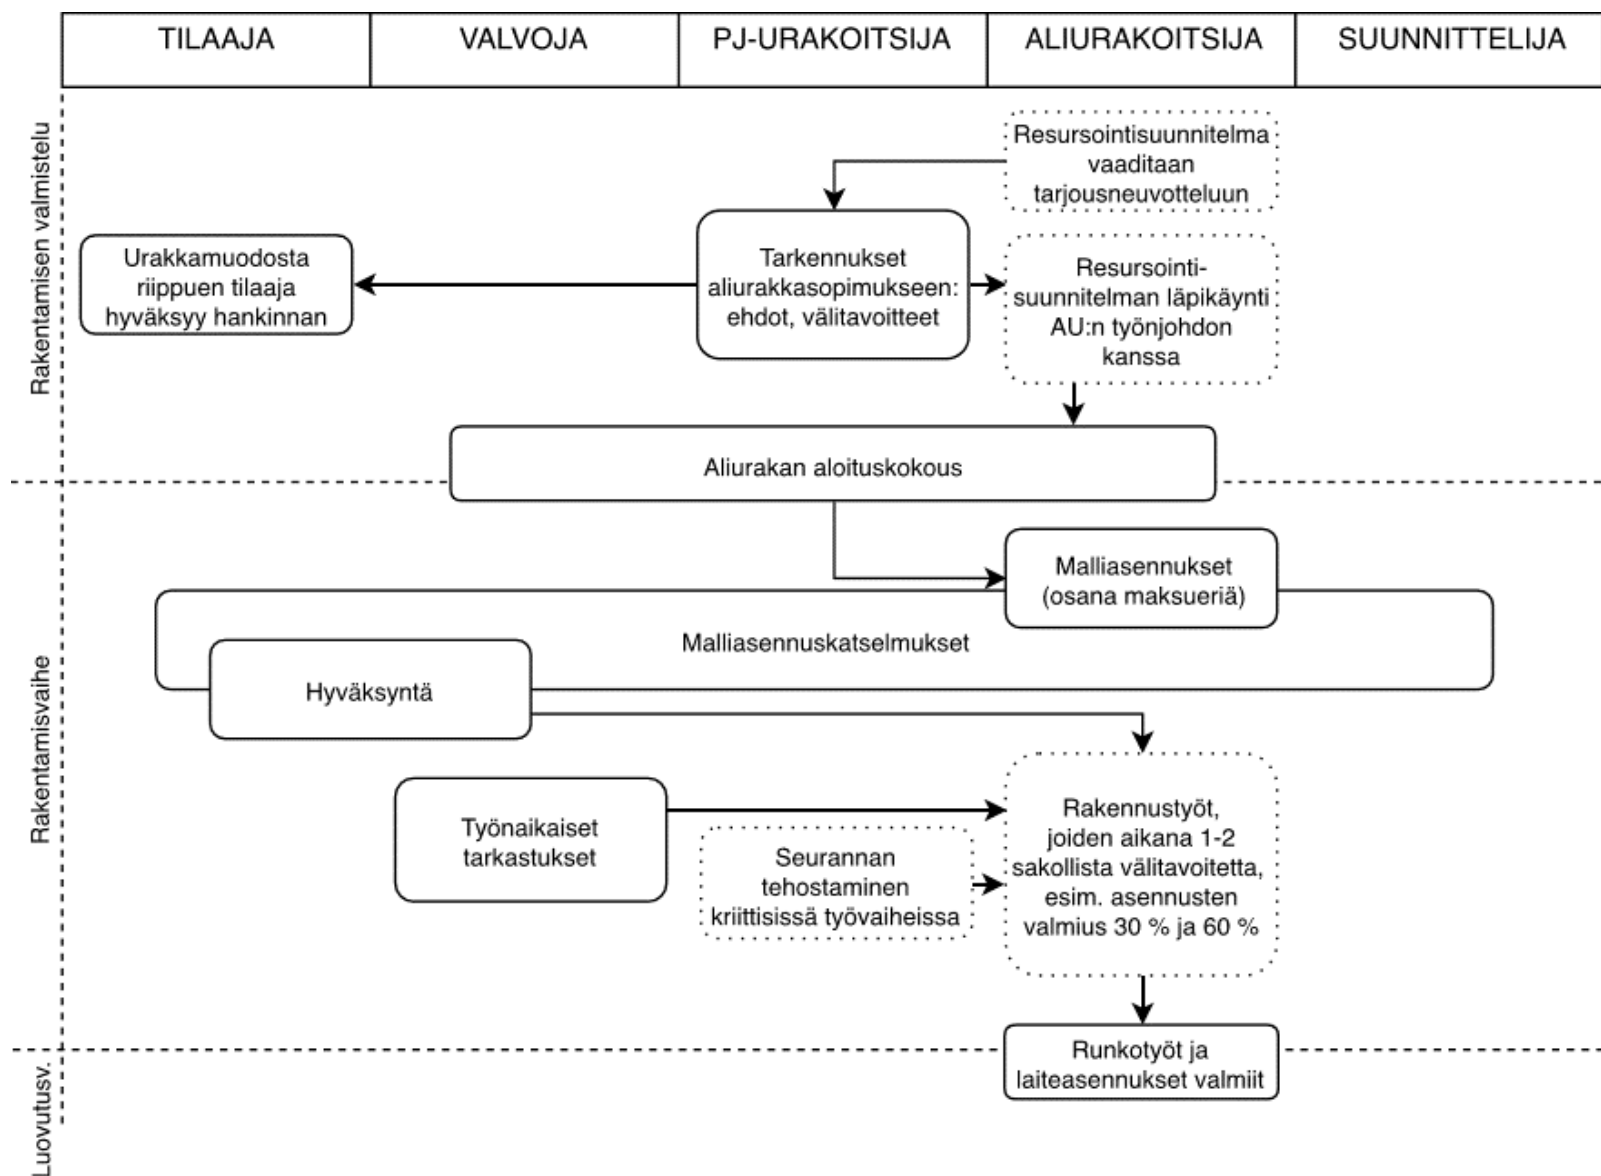 TILAAJA
VALVOJA
PJ-URAKOITSIJA
ALIURAKOITSIJA
SUUNNITTELIJA
Rakentamisen valmistelu
Resursointisuunnitelma
vaaditaan
tarjousneuvotteluun
Urakkamuodosta
riippuen tilaaja
hyväksyy hankinnan
Tarkennukset
aliurakkasopimukseen:
ehdot, välitavoitteet
Resursointi-
suunnitelman läpikäynti
AU:n työnjohdon
kanssa
Aliurakan aloituskokous
Rakentamisvaihe
Malliasennukset
(osana maksueriä)
Malliasennuskatselmukset
Hyväksyntä
Työnaikaiset
tarkastukset
Seurannan
tehostaminen
kriittisissä työvaiheissa
Rakennustyöt,
joiden aikana 1-2
sakollista välitavoitetta,
esim. asennusten
valmius 30 % ja 60 %
Runkotyöt ja
laiteasennukset valmiit
Luovutusv.